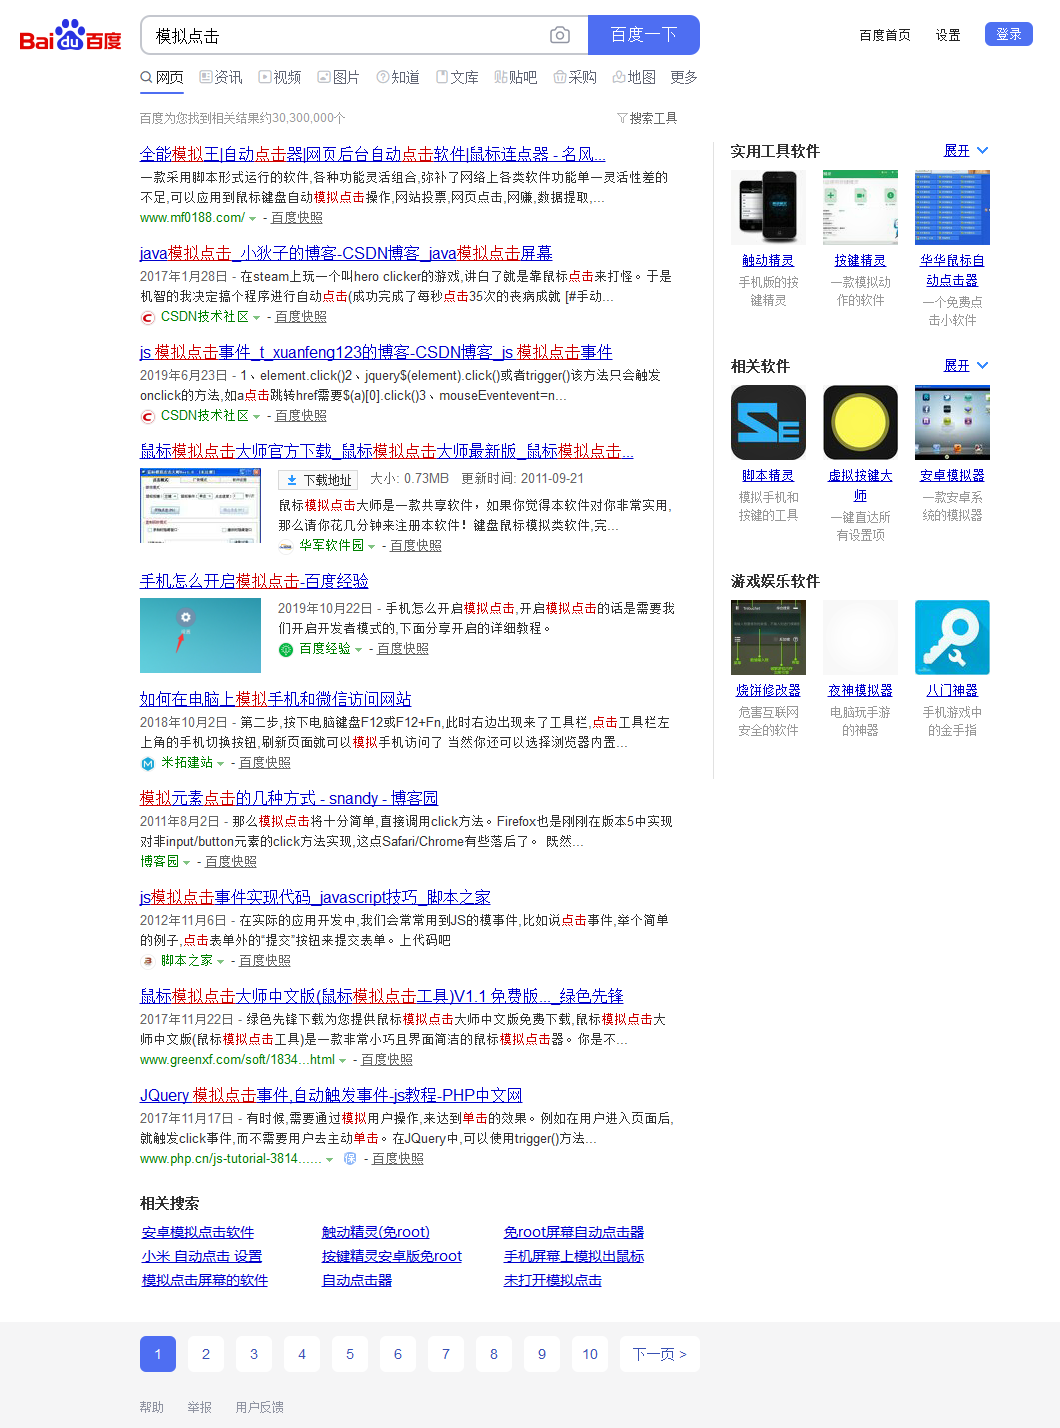 Bai du 百度
模拟点击
百度一下
百度首页 设置 登录
网页 资讯 视频 图片 知道 文库 贴吧 采购 地图 更多
百度为您找到相关结果约30,300,000个
搜索工具
全能模拟王|自动点击器|网页后台自动点击软件|鼠标连点器 - 名风...
一款采用脚本形式运行的软件,各种功能灵活组合,弥补了网络上各类软件功能单一灵活性差的
不足,可以应用到鼠标键盘自动模拟点击操作,网站投票,网页点击,网赚,数据提取,...
www.mf0188.com/ - 百度快照
java模拟点击_小狄子的博客-CSDN博客_java模拟点击屏幕
2017年1月28日 - 在steam上玩一个叫hero clicker的游戏,讲白了就是靠鼠标点击来打怪。于是
机智的我决定搞个程序进行自动点击(成功完成了每秒点击35次的丧病成就 [#手动...
CSDN技术社区 - 百度快照
js 模拟点击事件_t_xuanfeng123的博客-CSDN博客_js 模拟点击事件
2019年6月23日 - 1、element.click()2、jquery$(element).click()或者trigger()该方法只会触发
onclick的方法,如a点击跳转href需要$(a)[0].click()3、mouseEventevent=n...
CSDN技术社区 - 百度快照
鼠标模拟点击大师官方下载_鼠标模拟点击大师最新版_鼠标模拟点击...
下载地址 大小: 0.73MB 更新时间: 2011-09-21
鼠标模拟点击大师是一款共享软件，如果你觉得本软件对你非常实用,
那么请你花几分钟来注册本软件！键盘鼠标模拟类软件,完...
华军软件园 - 百度快照
手机怎么开启模拟点击-百度经验
2019年10月22日 - 手机怎么开启模拟点击,开启模拟点击的话是需要我
们开启开发者模式的,下面分享开启的详细教程。
百度经验 - 百度快照
如何在电脑上模拟手机和微信访问网站
2018年10月2日 - 第二步,按下电脑键盘F12或F12+Fn,此时右边出现来了工具栏,点击工具栏左
上角的手机切换按钮,刷新页面就可以模拟手机访问了 当然你还可以选择浏览器内置...
米拓建站 - 百度快照
模拟元素点击的几种方式 - snandy - 博客园
2011年8月2日 - 那么模拟点击将十分简单,直接调用click方法。Firefox也是刚刚在版本5中实现
对非input/button元素的click方法实现,这点Safari/Chrome有些落后了。 既然...
博客园 - 百度快照
js模拟点击事件实现代码_javascript技巧_脚本之家
2012年11月6日 - 在实际的应用开发中,我们会常常用到JS的模事件,比如说点击事件,举个简单
的例子,点击表单外的“提交”按钮来提交表单。上代码吧
脚本之家 - 百度快照
鼠标模拟点击大师中文版(鼠标模拟点击工具)V1.1 免费版..._绿色先锋
2017年11月22日 - 绿色先锋下载为您提供鼠标模拟点击大师中文版免费下载,鼠标模拟点击大
师中文版(鼠标模拟点击工具)是一款非常小巧且界面简洁的鼠标模拟点击器。你是不...
www.greenxf.com/soft/1834...html - 百度快照
JQuery 模拟点击事件,自动触发事件-js教程-PHP中文网
2017年11月17日 - 有时候,需要通过模拟用户操作,来达到单击的效果。例如在用户进入页面后,
就触发click事件,而不需要用户去主动单击。在JQuery中,可以使用trigger()方法...
www.php.cn/js-tutorial-3814...... 保 - 百度快照
实用工具软件 展开
触动精灵
手机版的按
键精灵
按键精灵
一款模拟动
作的软件
华华鼠标自
动点击器
一个免费点
击小软件
相关软件 展开
脚本精灵
模拟手机和
按键的工具
虚拟按键大
师
一键直达所
有设置项
安卓模拟器
一款安卓系
统的模拟器
游戏娱乐软件
烧饼修改器
危害互联网
安全的软件
夜神模拟器
电脑玩手游
的神器
八门神器
手机游戏中
的金手指
相关搜索
安卓模拟点击软件 触动精灵(免root) 免root屏幕自动点击器
小米 自动点击 设置 按键精灵安卓版免root 手机屏幕上模拟出鼠标
模拟点击屏幕的软件 自动点击器 未打开模拟点击
1 2 3 4 5 6 7 8 9 10 下一页 >
帮助 举报 用户反馈